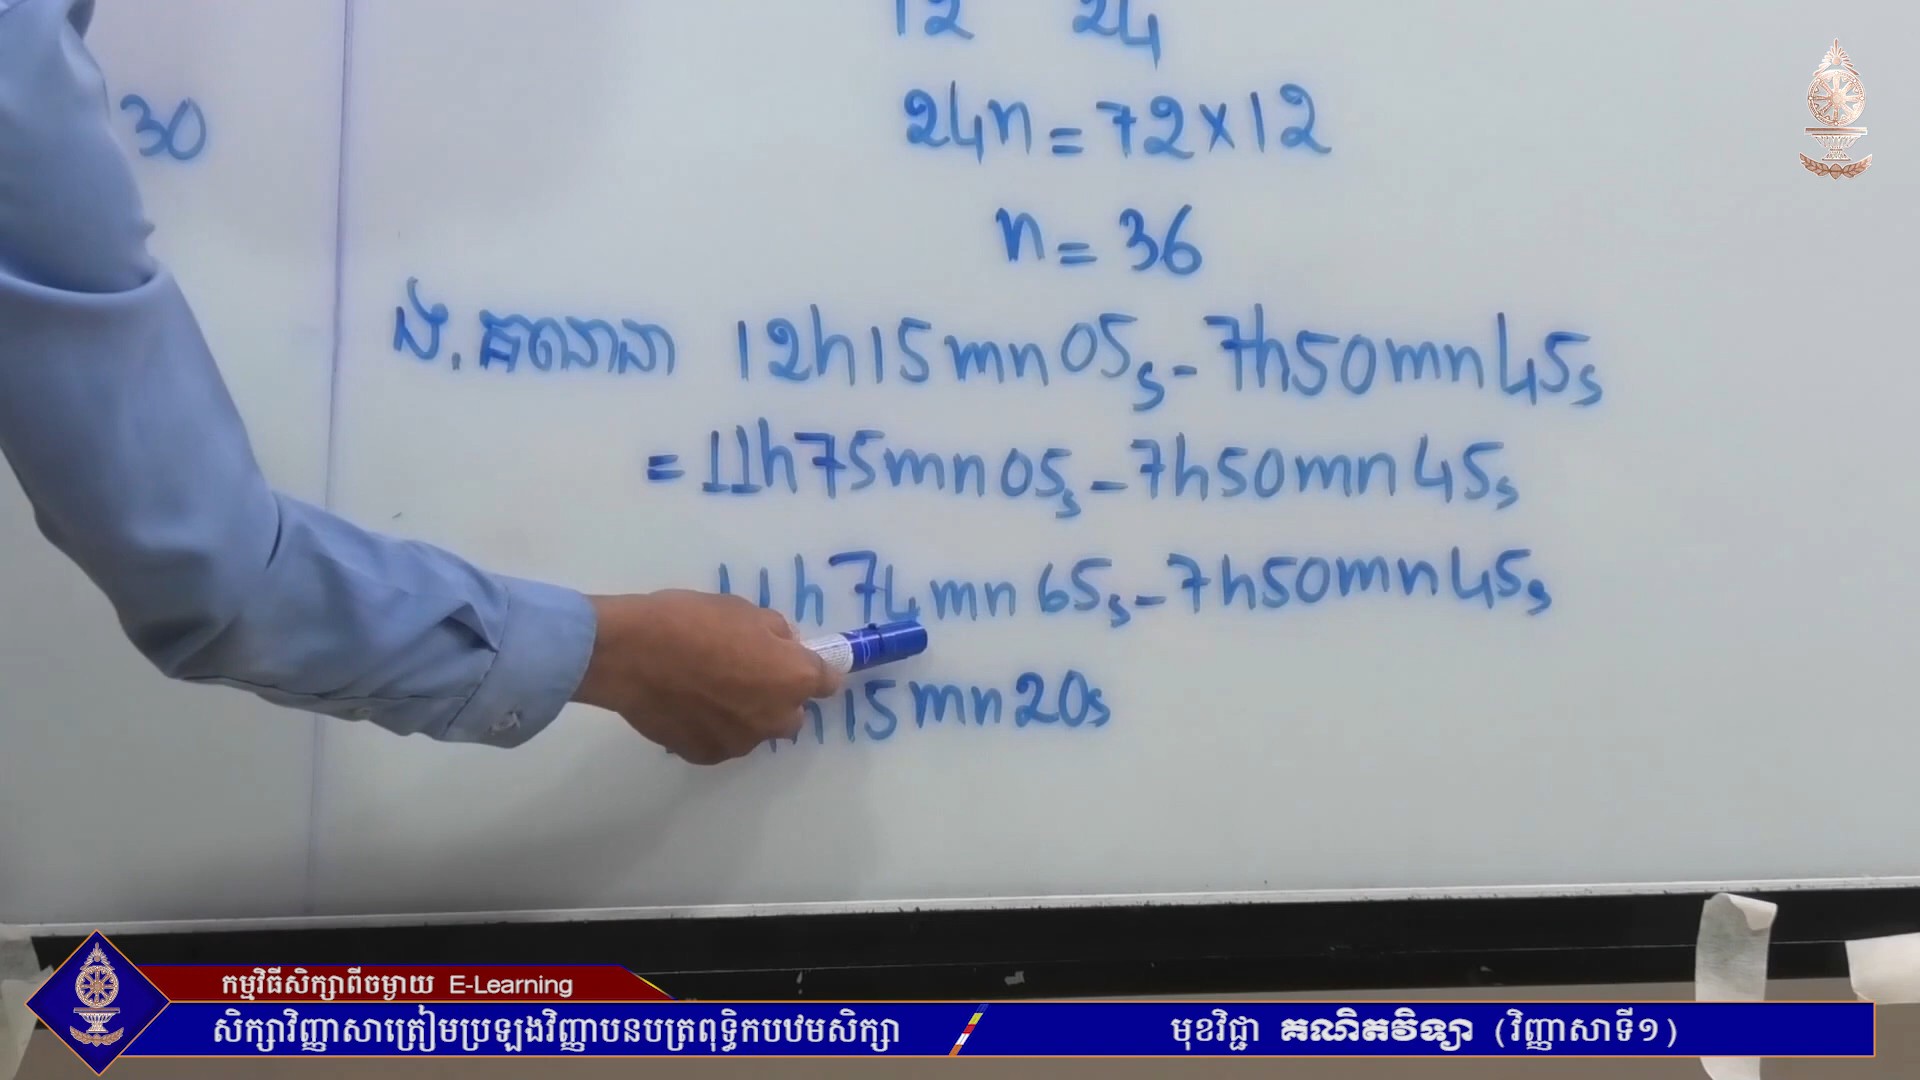 12 24
30
24n = 72 × 12
n = 36
ង. គណនា 12h15mn05s - 7h50mn45s
= 11h75mn05s - 7h50mn45s
11h74mn65s - 7h50mn45s
h15mn20s
កម្មវិធីសិក្សាពីចម្ងាយ E-Learning
សិក្សាវិញ្ញាសាត្រៀមប្រឡងវិញ្ញាបនបត្រពុទ្ធិកបឋមសិក្សា
មុខវិជ្ជា គណិតវិទ្យា (វិញ្ញាសាទី១)